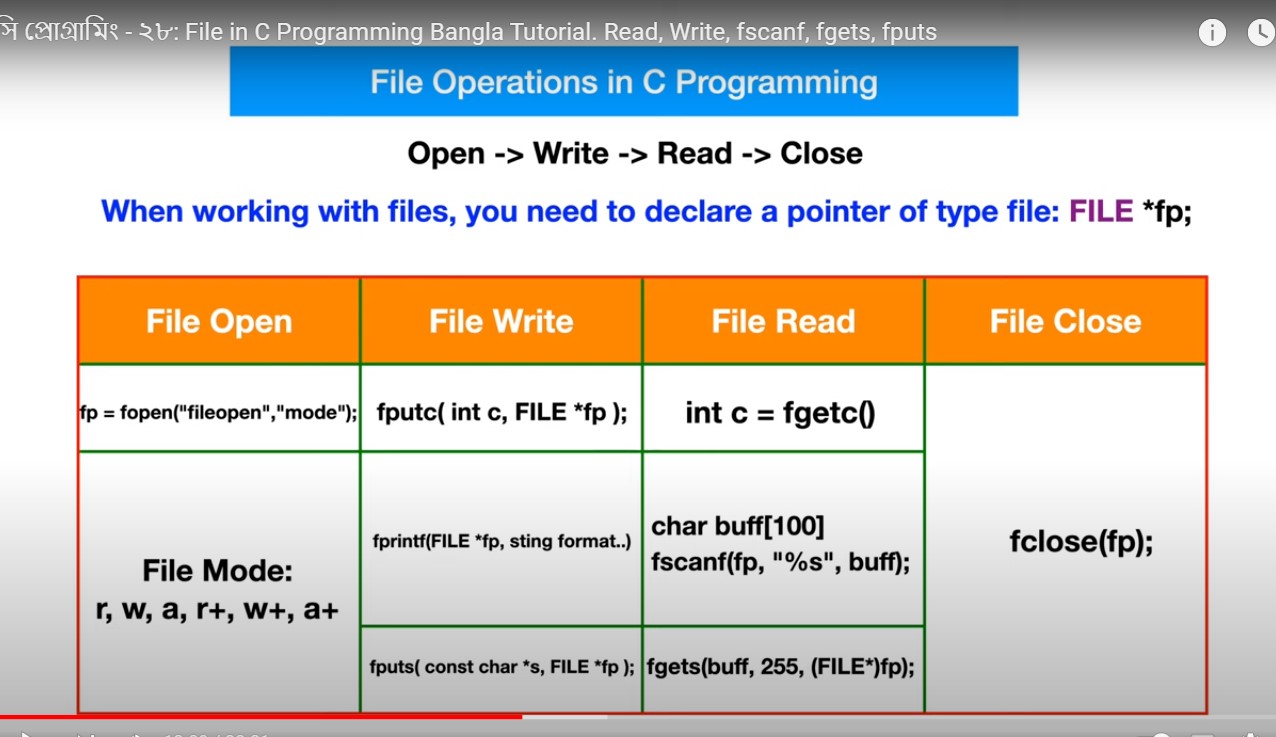 সি প্রোগ্রামিং - ২৮: File in C Programming Bangla Tutorial. Read, Write, fscanf, fgets, fputs
File Operations in C Programming
Open -> Write -> Read -> Close
When working with files, you need to declare a pointer of type file: FILE *fp;
File Open File Write File Read File Close
fp = fopen("fileopen","mode"); fputc( int c, FILE *fp ); int c = fgetc()
File Mode:
r, w, a, r+, w+, a+
fprintf(FILE *fp, sting format..)
char buff[100]
fscanf(fp, "%s", buff);
fclose(fp);
fputs( const char *s, FILE *fp ); fgets(buff, 255, (FILE*)fp);